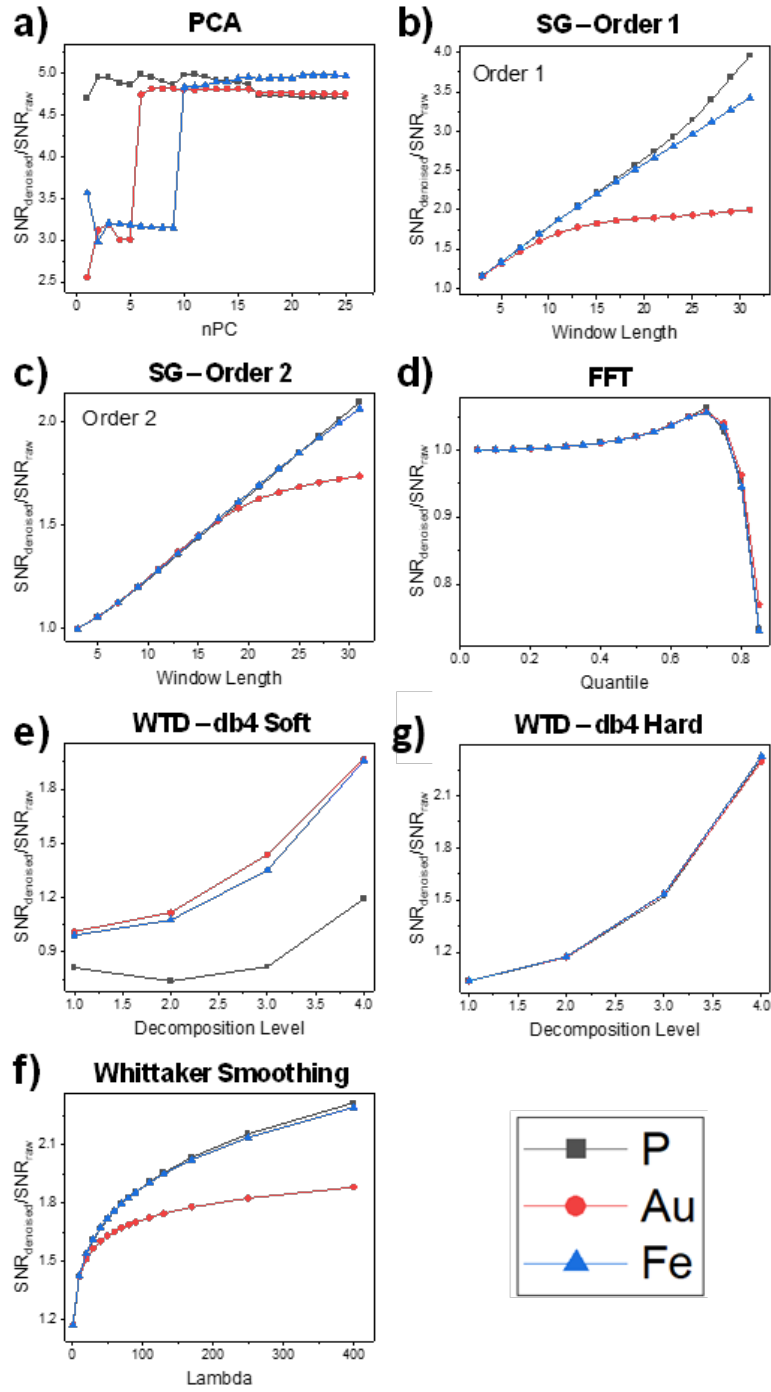 a) PCA
SNRdenoised/SNRraw
5.0
4.5
4.0
3.5
3.0
2.5
0 5 10 15 20 25
nPC
b) SG–Order 1
Order 1
SNRdenoised/SNRraw
4.0
3.5
3.0
2.5
2.0
1.5
1.0
5 10 15 20 25 30
Window Length
c) SG–Order 2
Order 2
SNRdenoised/SNRraw
2.0
1.5
1.0
5 10 15 20 25 30
Window Length
d) FFT
SNRdenoised/SNRraw
1.0
0.9
0.8
0.0 0.2 0.4 0.6 0.8
Quantile
e) WTD–db4 Soft
SNRdenoised/SNRraw
1.8
1.5
1.2
0.9
1.0 1.5 2.0 2.5 3.0 3.5 4.0
Decomposition Level
g) WTD–db4 Hard
SNRdenoised/SNRraw
2.1
1.8
1.5
1.2
1.0 1.5 2.0 2.5 3.0 3.5 4.0
Decomposition Level
f) Whittaker Smoothing
SNRdenoised/SNRraw
2.1
1.8
1.5
1.2
0 100 200 300 400
Lambda
P
Au
Fe